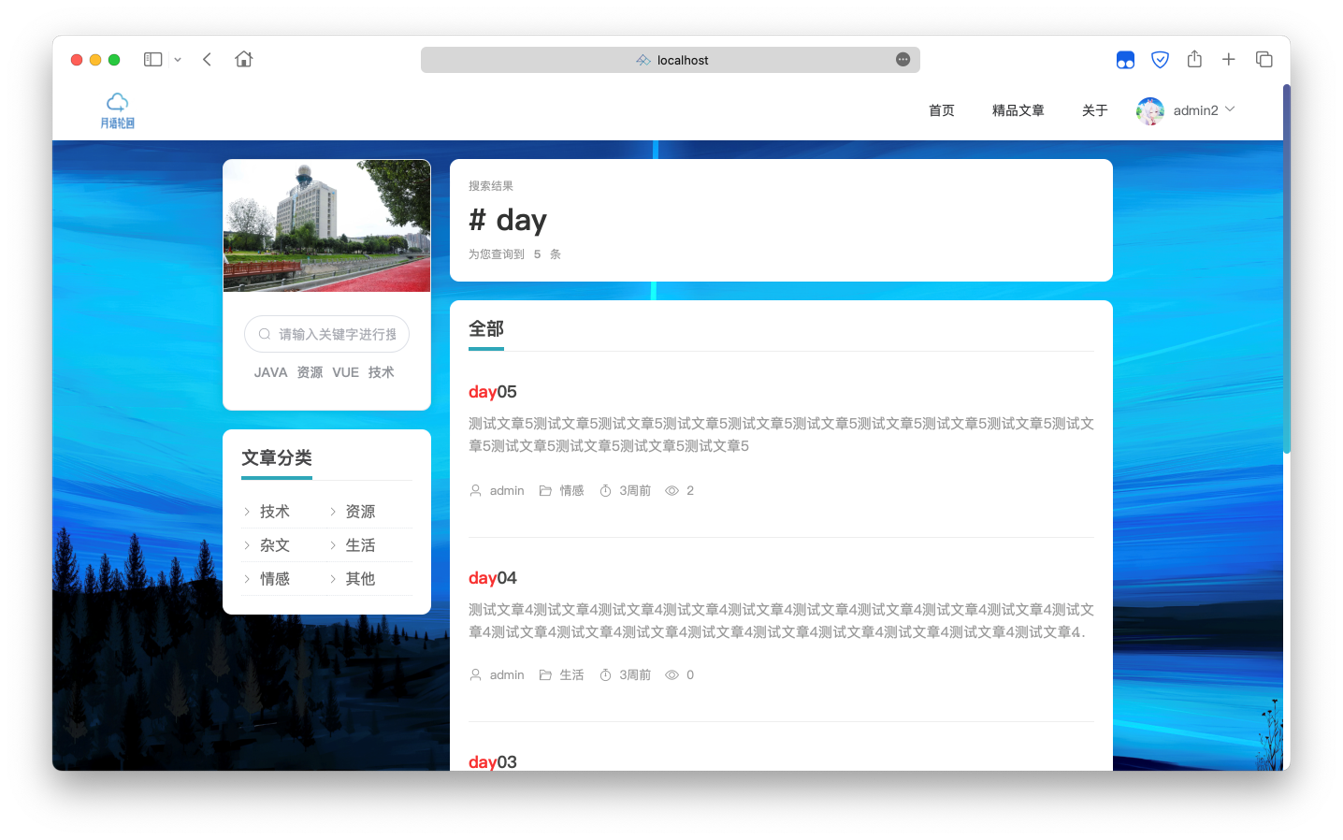 localhost
月语轮回
首页 精品文章 关于 admin2
搜索结果
# day
为您查询到 5 条
请输入关键字进行搜
JAVA 资源 VUE 技术
文章分类
技术 资源
杂文 生活
情感 其他
全部
day05
测试文章5测试文章5测试文章5测试文章5测试文章5测试文章5测试文章5测试文章5测试文章5测试文
章5测试文章5测试文章5测试文章5测试文章5
admin 情感 3周前 2
day04
测试文章4测试文章4测试文章4测试文章4测试文章4测试文章4测试文章4测试文章4测试文章4测试文
章4测试文章4测试文章4测试文章4测试文章4测试文章4测试文章4测试文章4测试文章4测试文章4.
admin 生活 3周前 0
day03